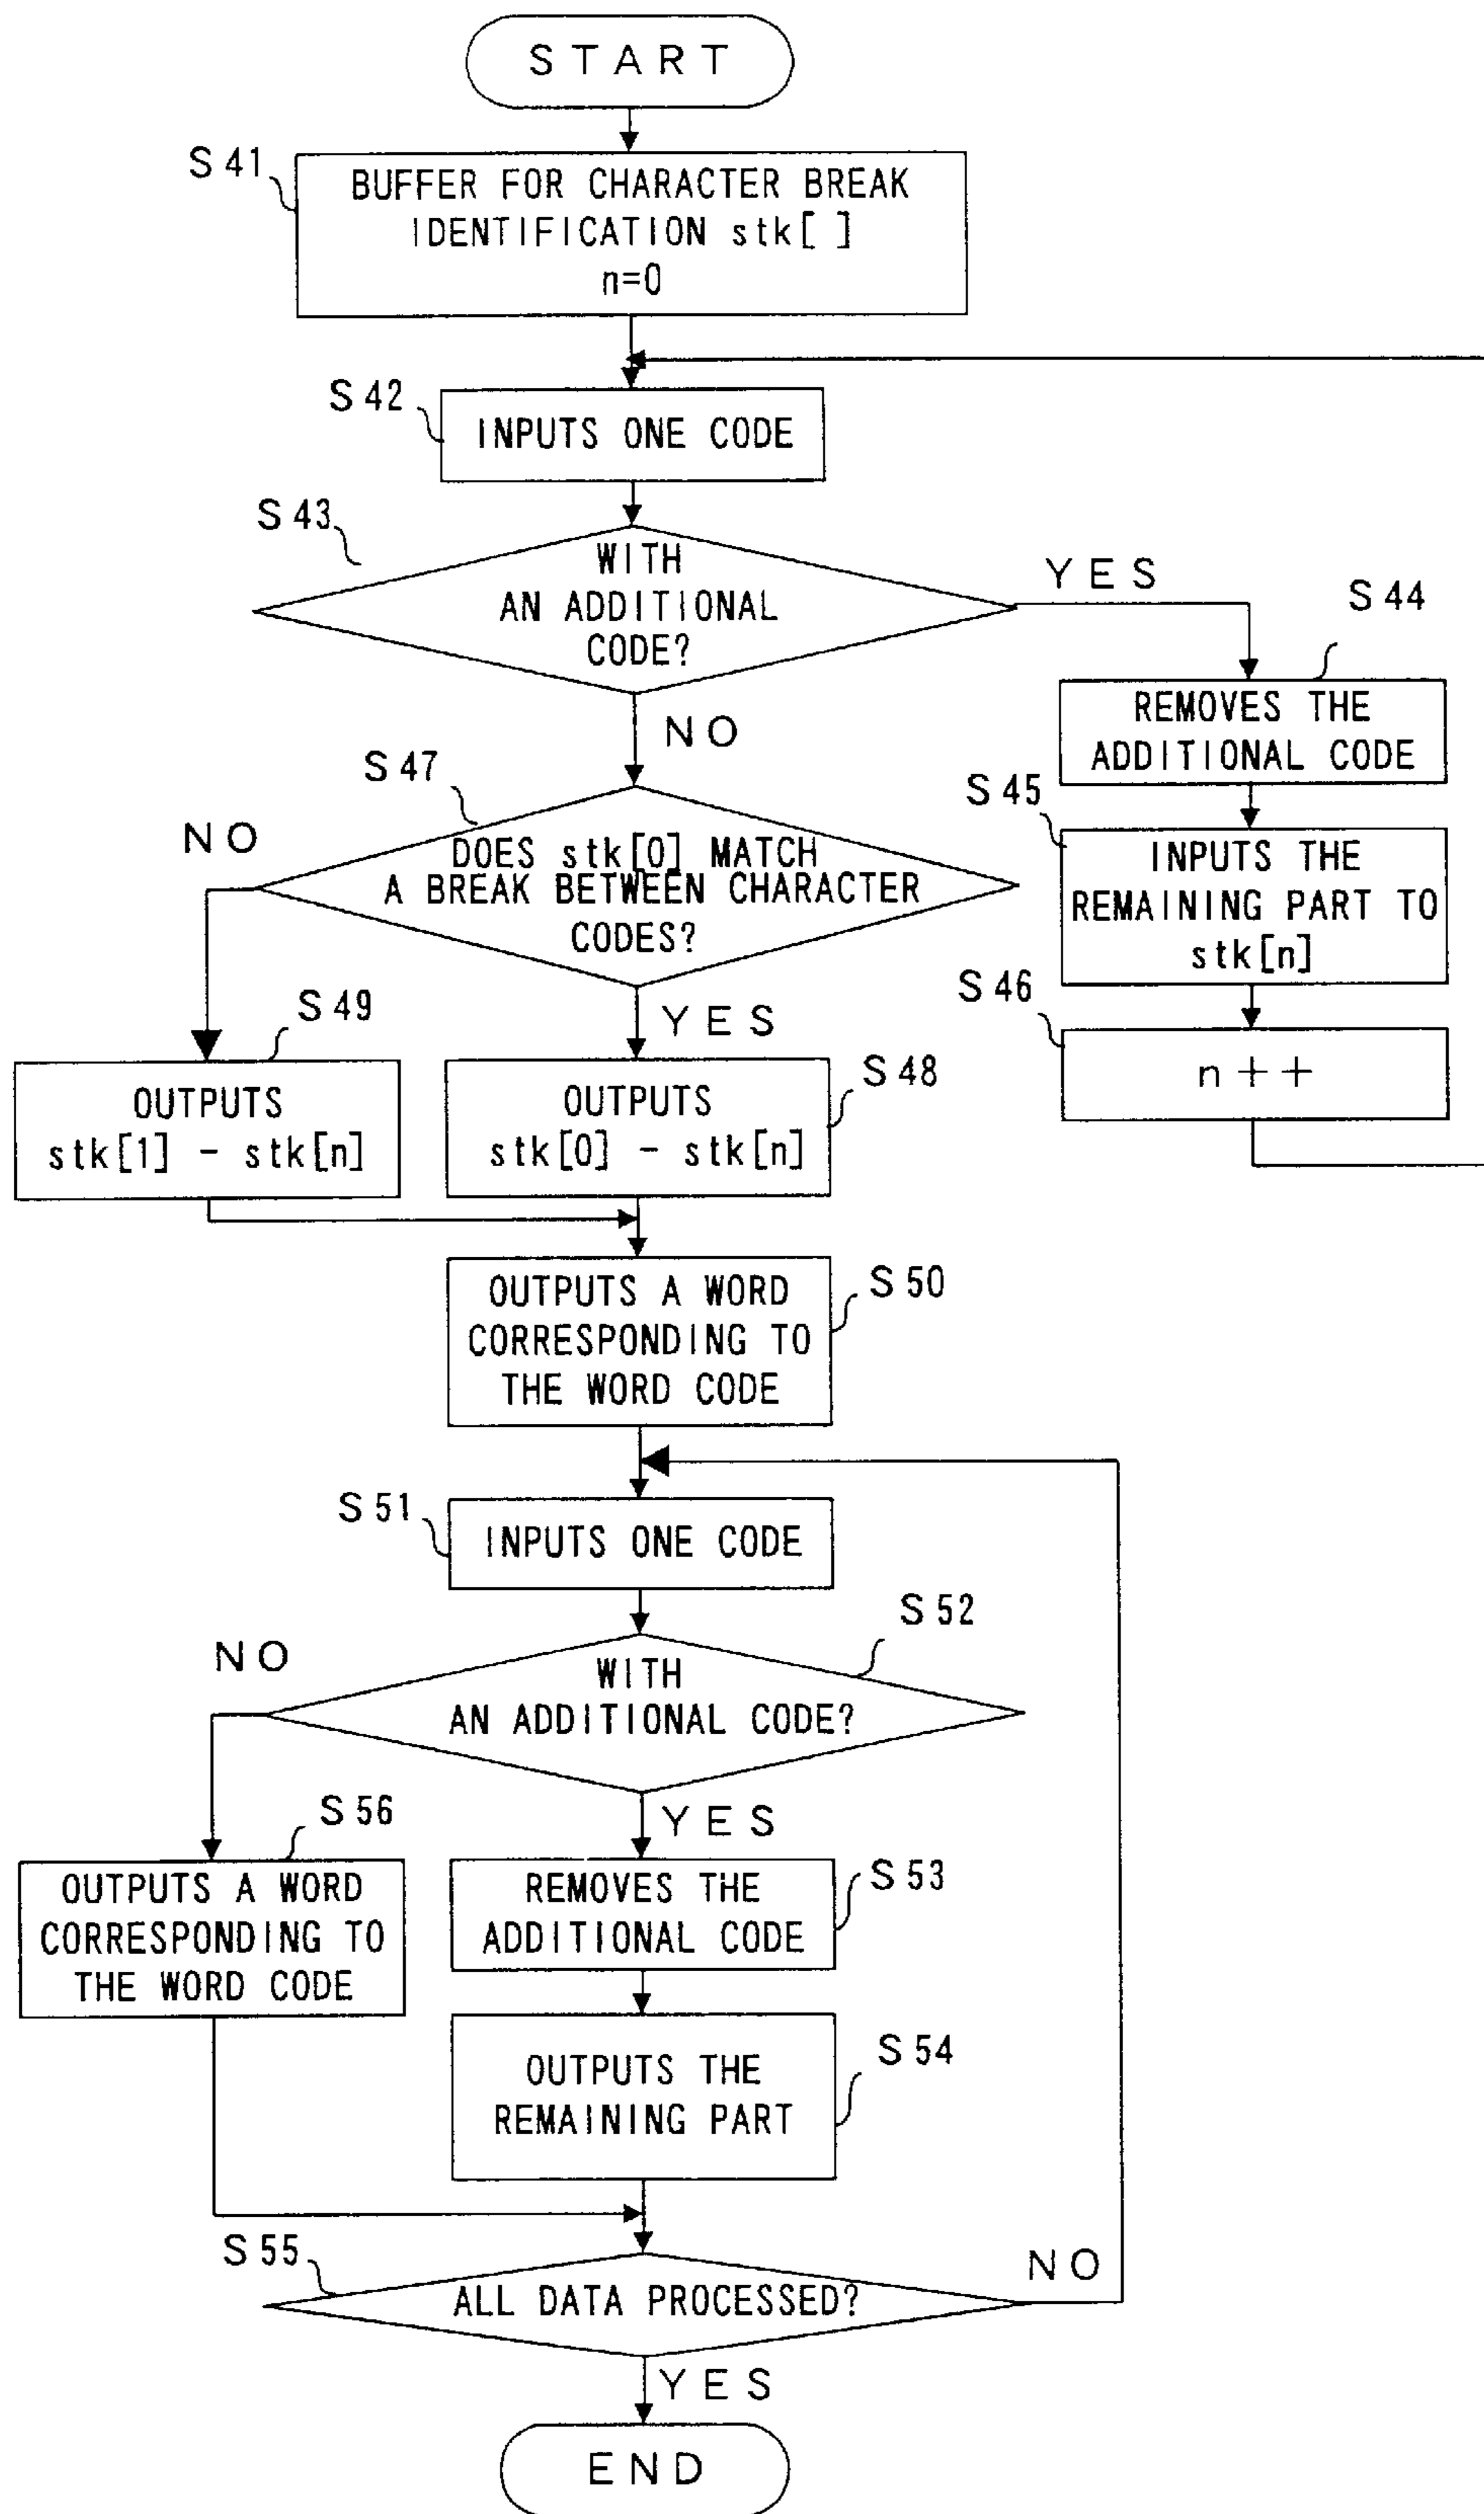 START
S41
BUFFER FOR CHARACTER BREAK
IDENTIFICATION stk[ ]
n=0
S42
INPUTS ONE CODE
S43
WITH
AN ADDITIONAL
CODE?
YES
S44
REMOVES THE
ADDITIONAL CODE
NO
S45
INPUTS THE
REMAINING PART TO
stk[n]
S46
n++
S47
DOES stk[0] MATCH
A BREAK BETWEEN CHARACTER
CODES?
NO
YES
S49
OUTPUTS
stk[1] - stk[n]
S48
OUTPUTS
stk[0] - stk[n]
S50
OUTPUTS A WORD
CORRESPONDING TO
THE WORD CODE
S51
INPUTS ONE CODE
S52
WITH
AN ADDITIONAL CODE?
NO
YES
S56
OUTPUTS A WORD
CORRESPONDING TO
THE WORD CODE
S53
REMOVES THE
ADDITIONAL CODE
S54
OUTPUTS THE
REMAINING PART
S55
ALL DATA PROCESSED?
NO
YES
END